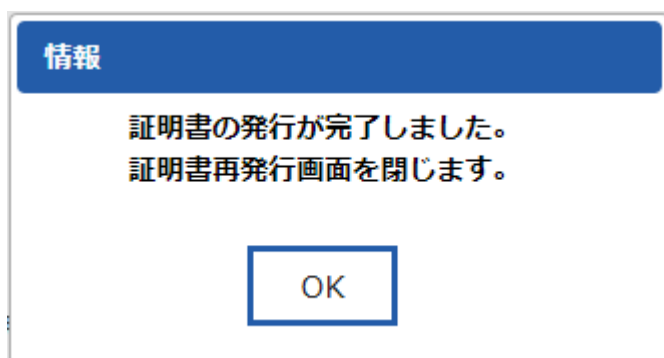 情報
証明書の発行が完了しました。
証明書再発行画面を閉じます。
OK